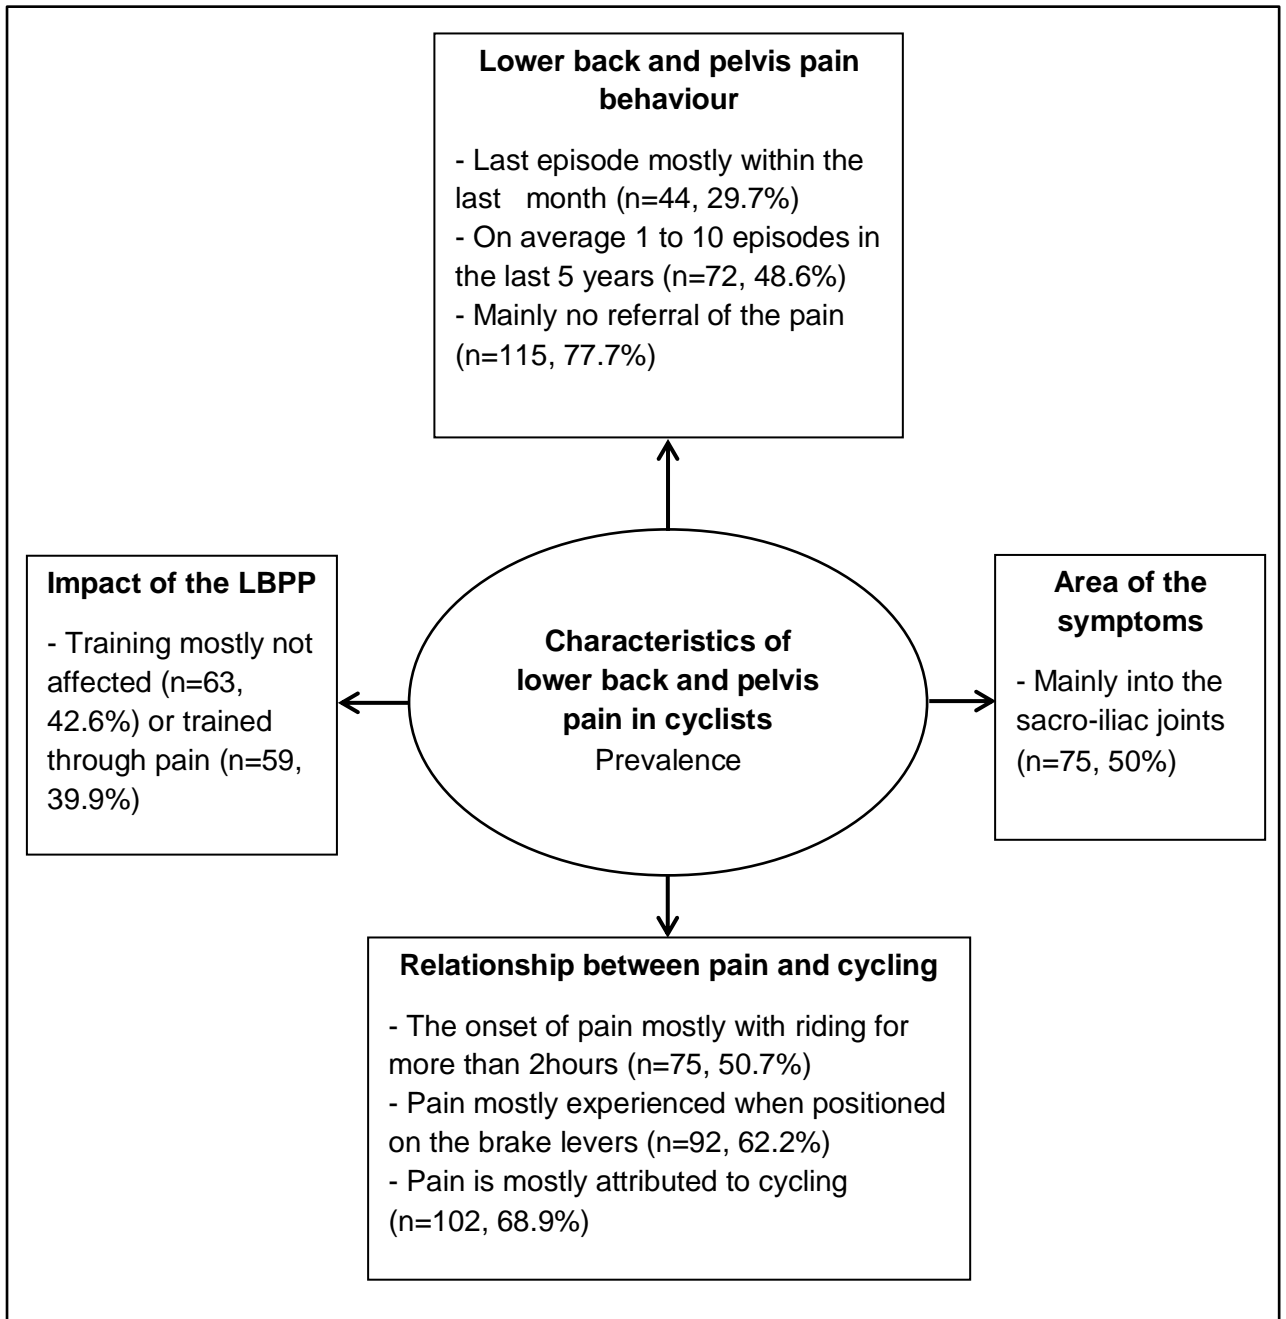 Lower back and pelvis pain
behaviour
- Last episode mostly within the
last month (n=44, 29.7%)
- On average 1 to 10 episodes in
the last 5 years (n=72, 48.6%)
- Mainly no referral of the pain
(n=115, 77.7%)
Impact of the LBPP
- Training mostly not
affected (n=63,
42.6%) or trained
through pain (n=59,
39.9%)
Characteristics of
lower back and pelvis
pain in cyclists
Prevalence
Area of the
symptoms
- Mainly into the
sacro-iliac joints
(n=75, 50%)
Relationship between pain and cycling
- The onset of pain mostly with riding for
more than 2hours (n=75, 50.7%)
- Pain mostly experienced when positioned
on the brake levers (n=92, 62.2%)
- Pain is mostly attributed to cycling
(n=102, 68.9%)